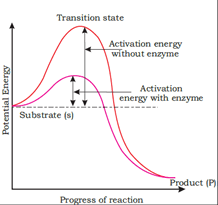 Transition state
Activation energy
without enzyme
Activation
energy with enzyme
Potential Energy
Substrate (s)
Product (P)
Progress of reaction